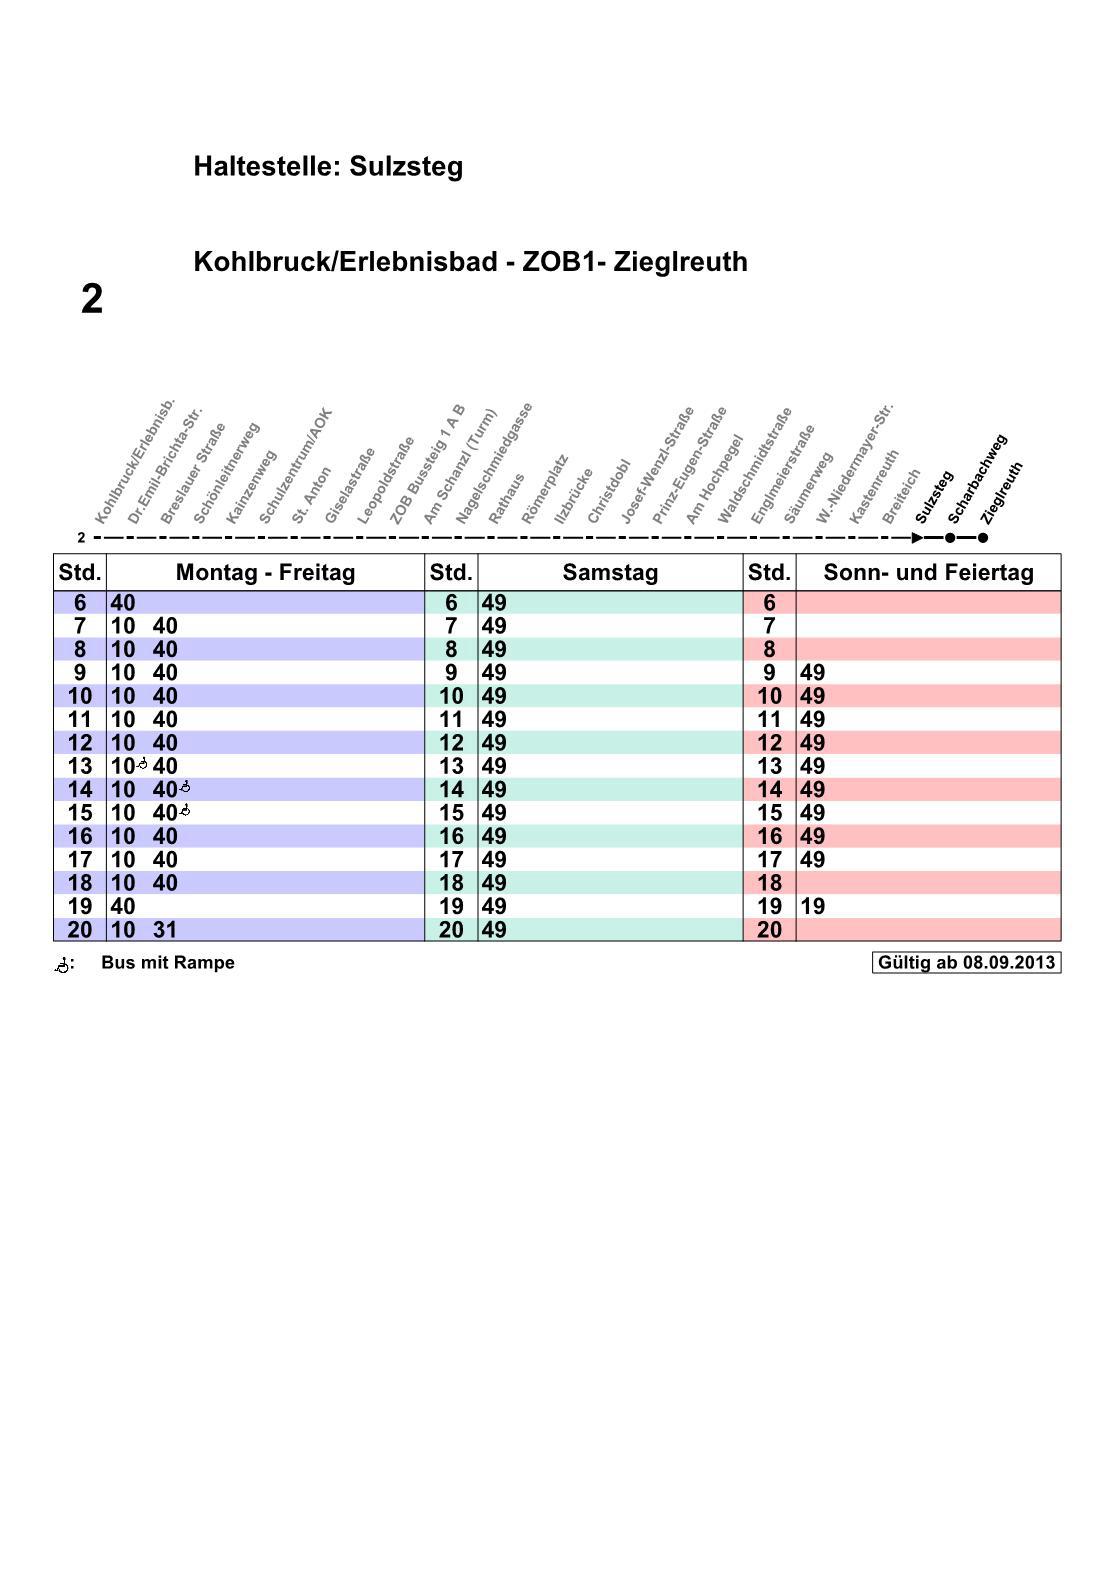 Haltestelle: Sulzsteg
Kohlbruck/Erlebnisbad - ZOB1- Zieglreuth
2
Kohlbruck/Erlebnisb.
Dr.Emil-Brichta-Str.
Breslauer Straße
Schönleitnerweg
Kainzenweg
Schulzentrum/AOK
St. Anton
Giselastraße
Leopoldstraße
ZOB Bussteig 1 A B
Am Schanzl (Turm)
Nagelschmiedgasse
Rathaus
Römerplatz
Ilzbrücke
Christdobl
Josef-Wenzl-Straße
Prinz-Eugen-Straße
Am Hochpegel
Waldschmidtstraße
Englmeierstraße
Säumerweg
W.-Niedermayer-Str.
Kastenreuth
Breiteich
Sulzsteg
Scharbachweg
Zieglreuth
2
Std. Montag - Freitag Std. Samstag Std. Sonn- und Feiertag
6 40 6 49 6
7 10 40 7 49 7
8 10 40 8 49 8
9 10 40 9 49 9 49
10 10 40 10 49 10 49
11 10 40 11 49 11 49
12 10 40 12 49 12 49
13 10 40 13 49 13 49
14 10 40 14 49 14 49
15 10 40 15 49 15 49
16 10 40 16 49 16 49
17 10 40 17 49 17 49
18 10 40 18 49 18
19 40 19 49 19 19
20 10 31 20 49 20
: Bus mit Rampe Gültig ab 08.09.2013